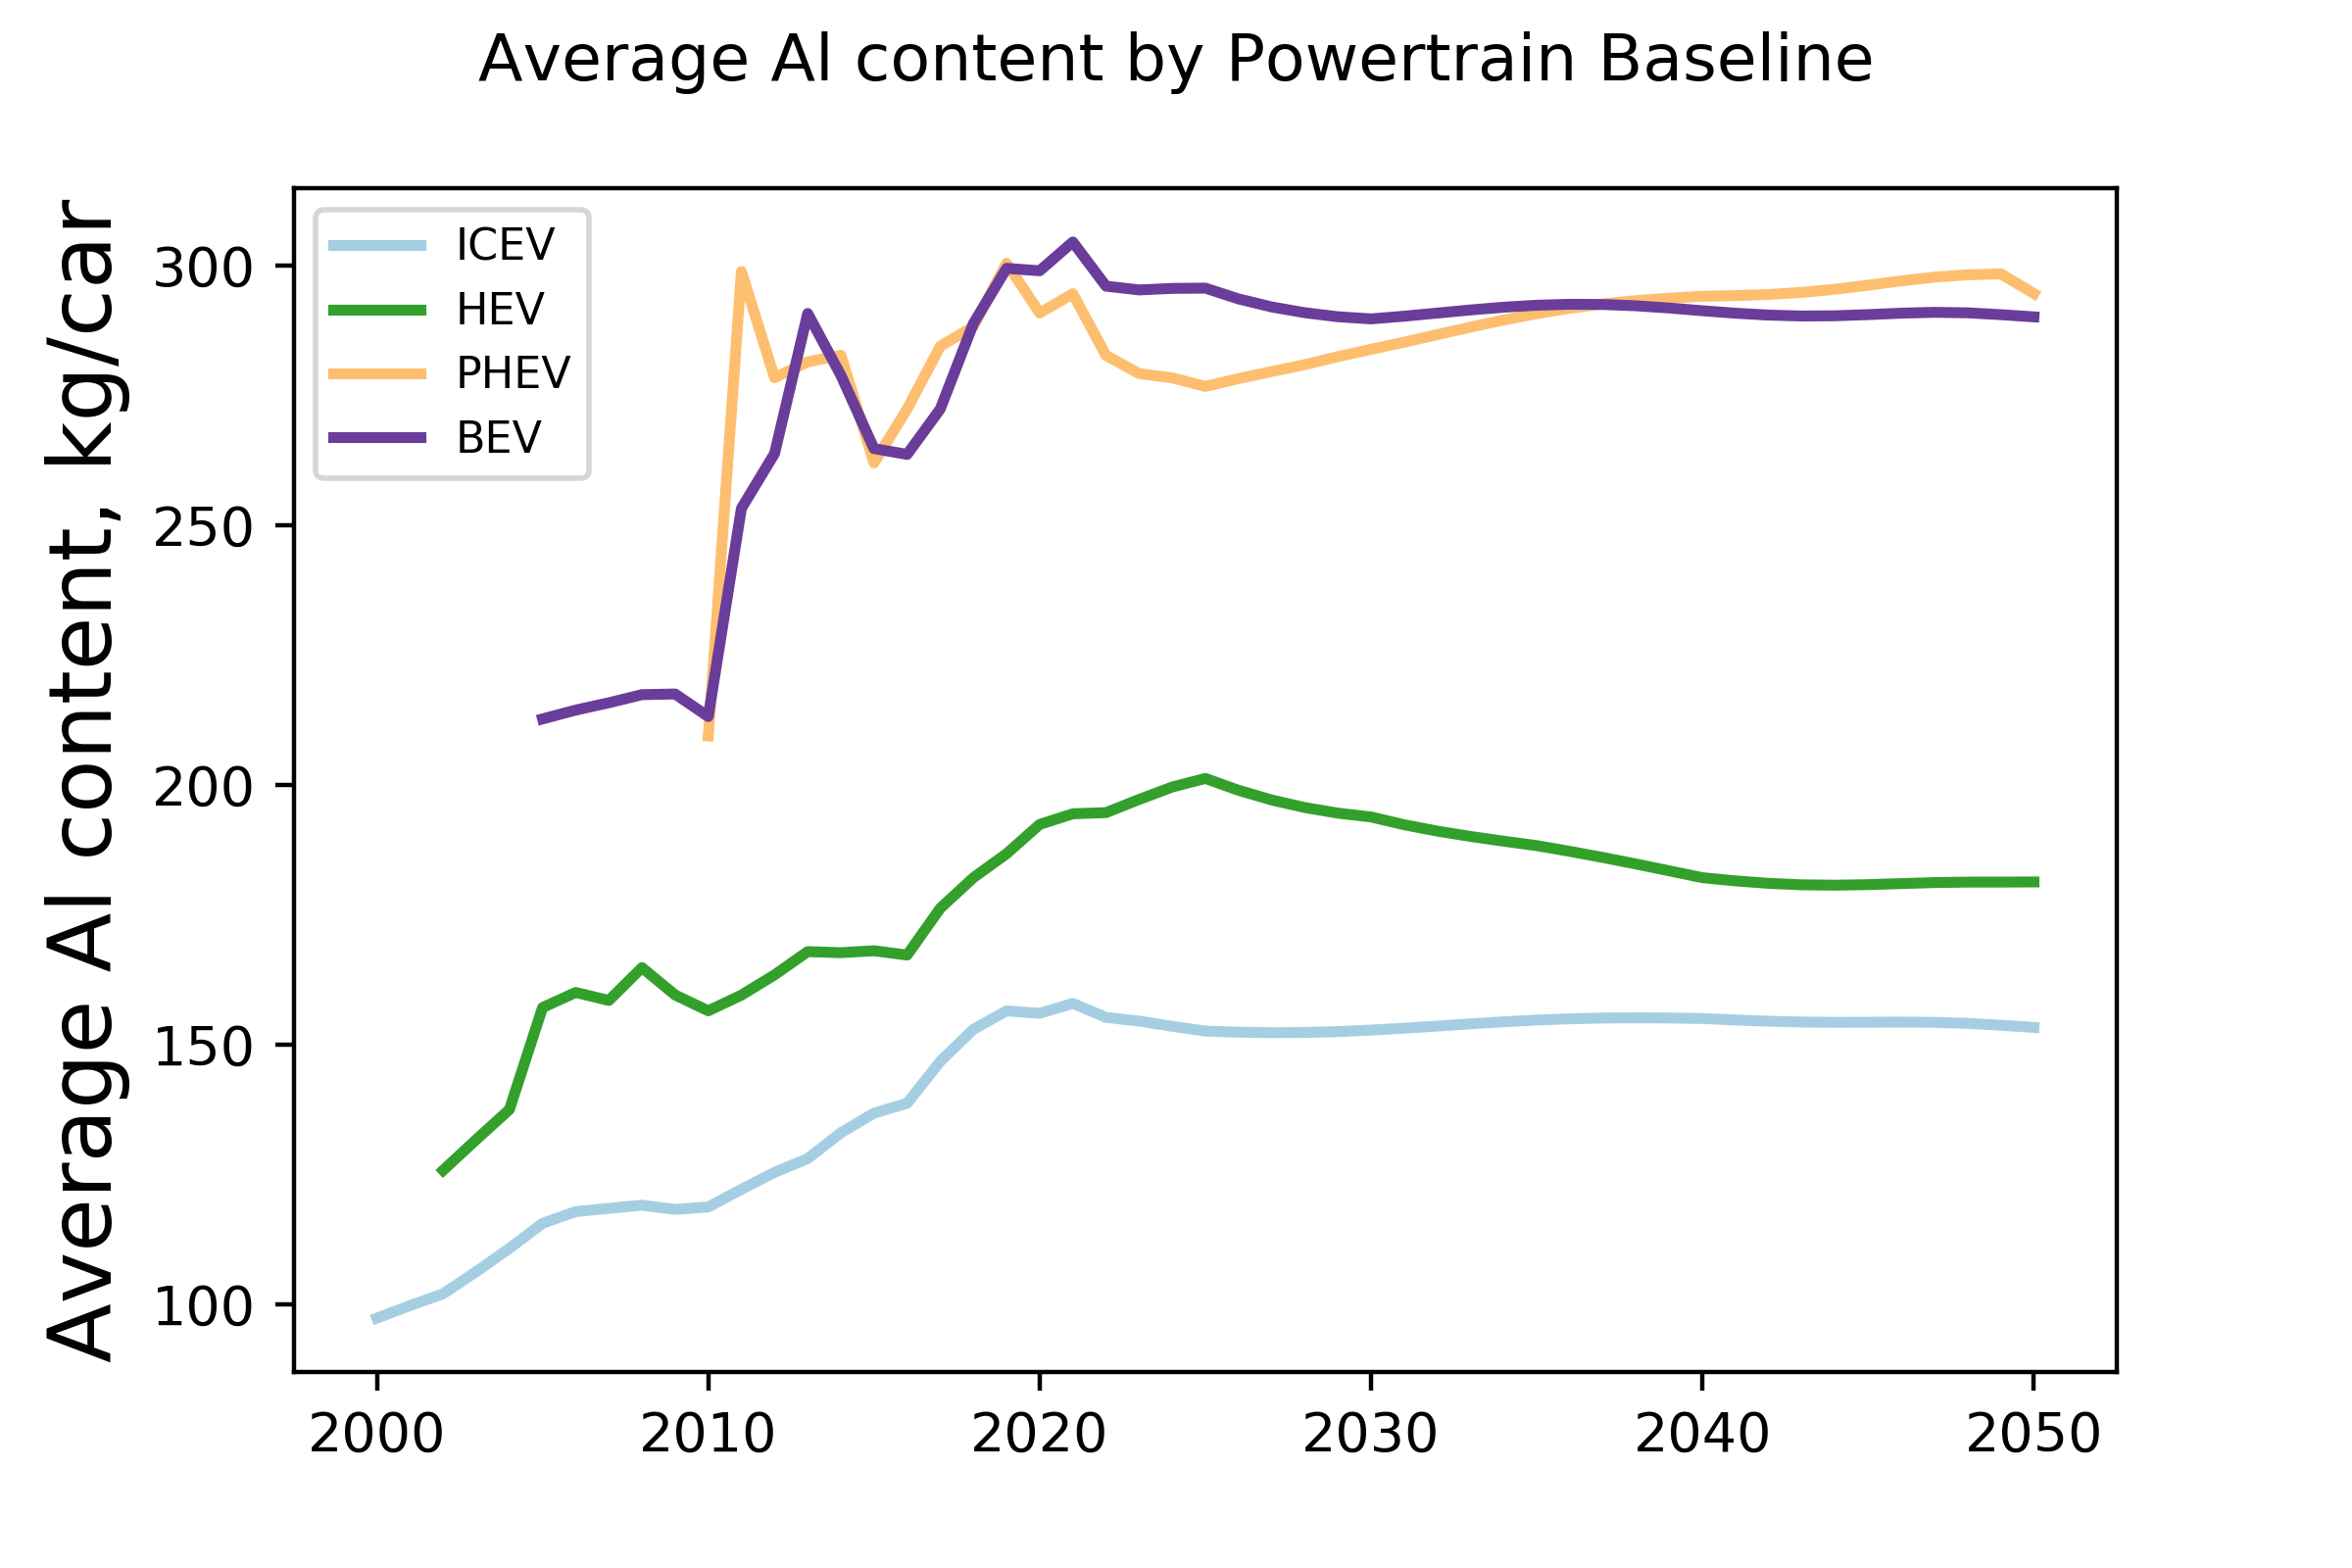 Average Al content by Powertrain Baseline
Average Al content, kg/car
300
250
200
150
100
ICEV
HEV
PHEV
BEV
2000 2010 2020 2030 2040 2050